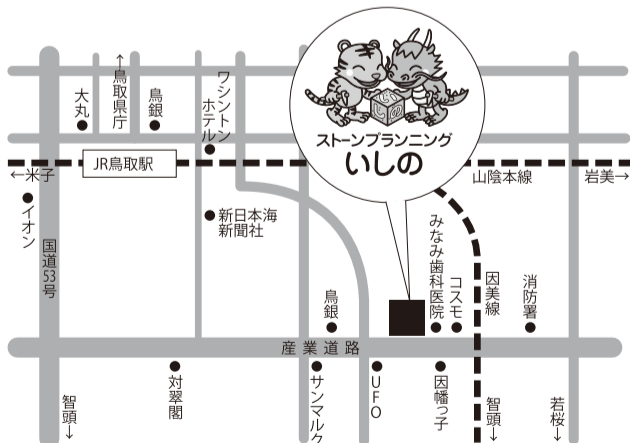 ↑鳥取県庁
大丸
鳥銀
ワシントン
ホテル
ストーンプランニング
いしの
JR鳥取駅
←米子
山陰本線
岩美→
イオン
国道53号
新日本海
新聞社
鳥銀
みなみ歯科医院
コスモ
因美線
消防署
産業道路
智頭→
対翠閣
サンマルク
UFO
因幡っ子
智頭→
若桜→